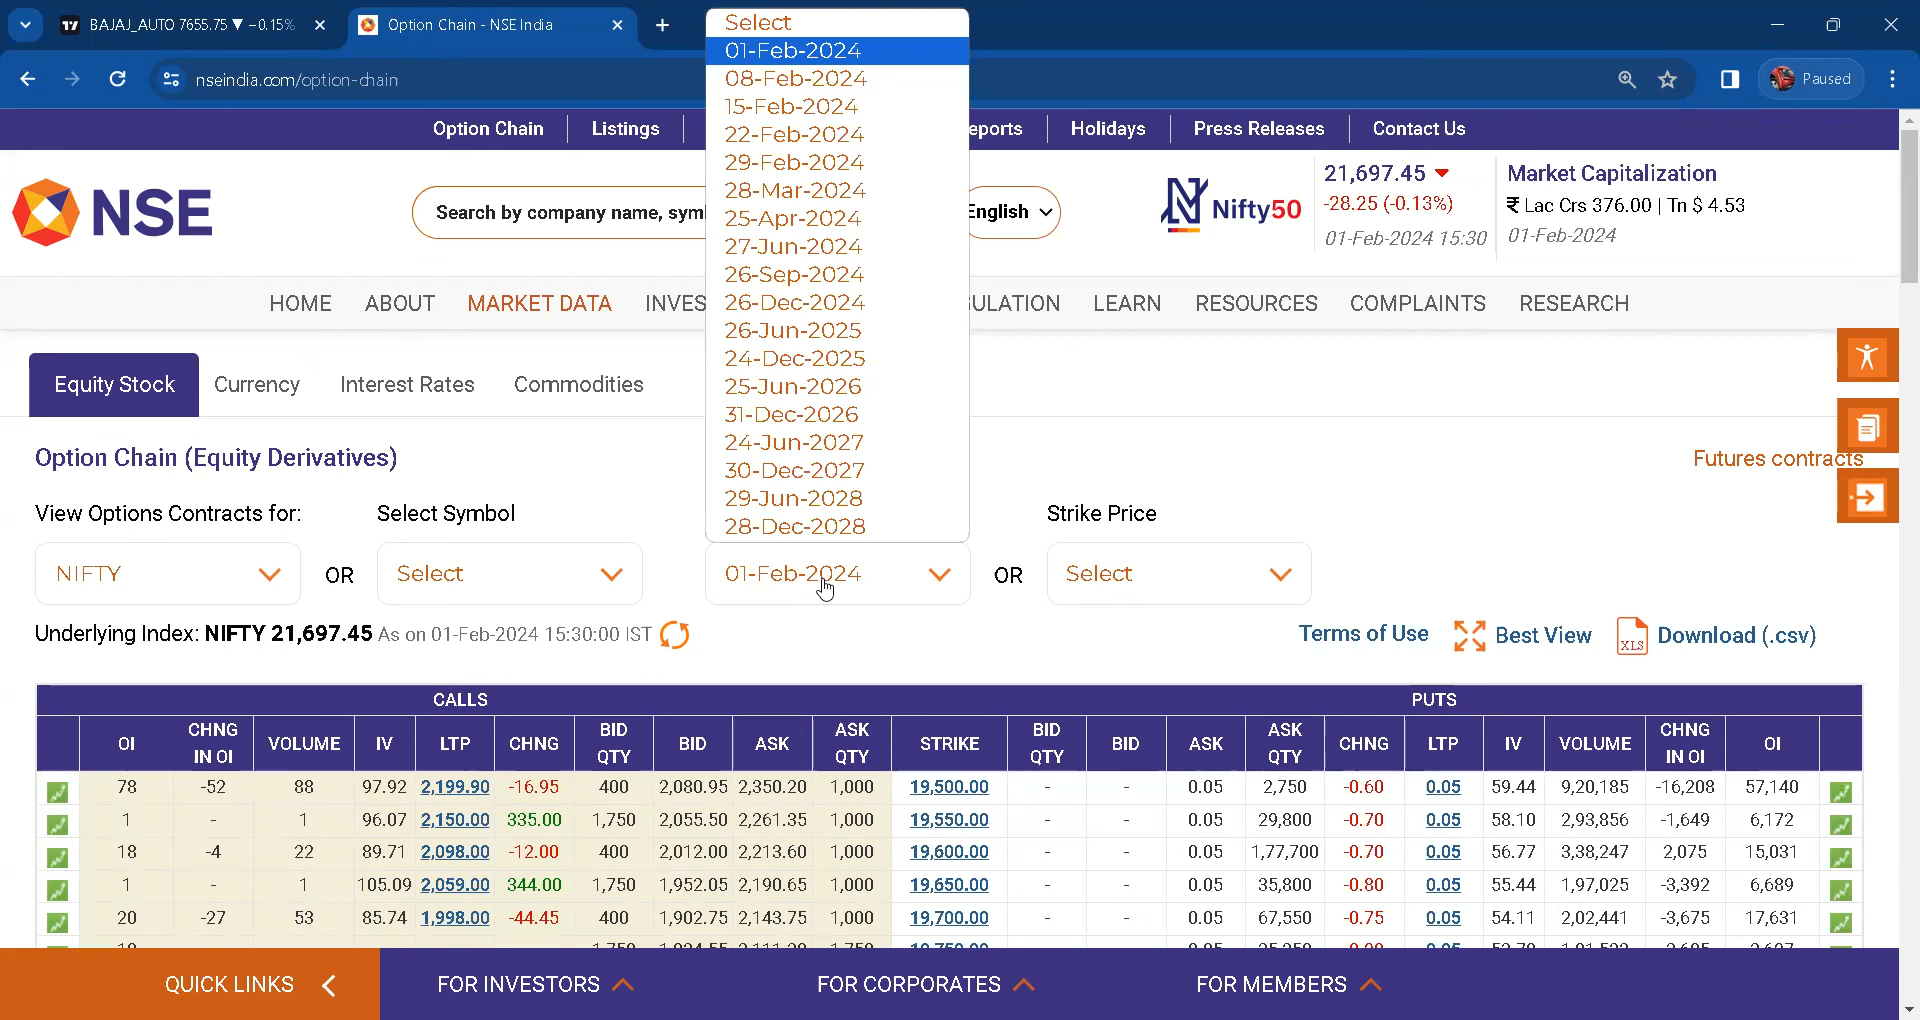 BAJAJ_AUTO 7655.75 ▼ −0.15%
Option Chain - NSE India
nseindia.com/option-chain
Paused
Select
01-Feb-2024
08-Feb-2024
15-Feb-2024
22-Feb-2024
29-Feb-2024
28-Mar-2024
25-Apr-2024
27-Jun-2024
26-Sep-2024
26-Dec-2024
26-Jun-2025
24-Dec-2025
25-Jun-2026
31-Dec-2026
24-Jun-2027
30-Dec-2027
29-Jun-2028
28-Dec-2028
Option Chain Listings eports Holidays Press Releases Contact Us
NSE
Search by company name, syml
English
Nifty50
21,697.45
-28.25 (-0.13%)
01-Feb-2024 15:30
Market Capitalization
₹ Lac Crs 376.00 | Tn $ 4.53
01-Feb-2024
HOME ABOUT MARKET DATA INVES ULATION LEARN RESOURCES COMPLAINTS RESEARCH
Equity Stock Currency Interest Rates Commodities
Option Chain (Equity Derivatives)
Futures contracts
View Options Contracts for: Select Symbol Strike Price
NIFTY OR Select 01-Feb-2024 OR Select
Underlying Index: NIFTY 21,697.45 As on 01-Feb-2024 15:30:00 IST
Terms of Use Best View XLS Download (.csv)
CALLS PUTS
OI CHNG IN OI VOLUME IV LTP CHNG BID QTY BID ASK ASK QTY STRIKE BID QTY BID ASK ASK QTY CHNG LTP IV VOLUME CHNG IN OI OI
78 -52 88 97.92 2,199.90 -16.95 400 2,080.95 2,350.20 1,000 19,500.00 - - 0.05 2,750 -0.60 0.05 59.44 9,20,185 -16,208 57,140
1 - 1 96.07 2,150.00 335.00 1,750 2,055.50 2,261.35 1,000 19,550.00 - - 0.05 29,800 -0.70 0.05 58.10 2,93,856 -1,649 6,172
18 -4 22 89.71 2,098.00 -12.00 400 2,012.00 2,213.60 1,000 19,600.00 - - 0.05 1,77,700 -0.70 0.05 56.77 3,38,247 2,075 15,031
1 - 1 105.09 2,059.00 344.00 1,750 1,952.05 2,190.65 1,000 19,650.00 - - 0.05 35,800 -0.80 0.05 55.44 1,97,025 -3,392 6,689
20 -27 53 85.74 1,998.00 -44.45 400 1,902.75 2,143.75 1,000 19,700.00 - - 0.05 67,550 -0.75 0.05 54.11 2,02,441 -3,675 17,631
QUICK LINKS FOR INVESTORS FOR CORPORATES FOR MEMBERS